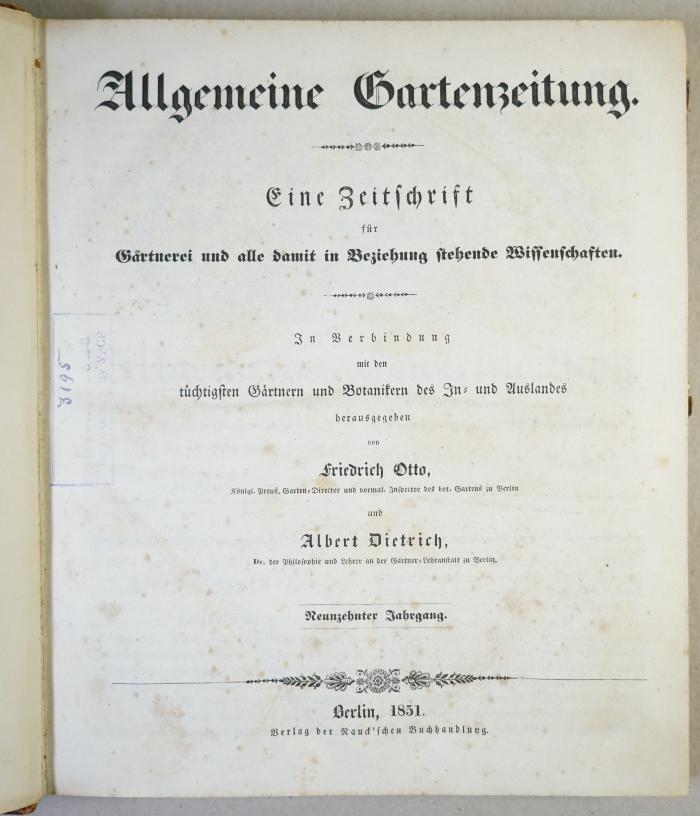 Allgemeine Gartenzeitung.
Eine Zeitschrift
für
Gärtnerei und alle damit in Beziehung stehende Wissenschaften.
In Verbindung
mit den
tüchtigsten Gärtnern und Botanikern des In- und Auslandes
herausgegeben
von
Friedrich Otto,
Königl. Preuß. Garten-Director und vormal. Inspector des bot. Gartens zu Berlin
und
Albert Dietrich,
Dr. der Philosophie und Lehrer an der Gärtner-Lehranstalt zu Berlin.
Neunzehnter Jahrgang.
Berlin, 1851.
Verlag der Nauck'schen Buchhandlung.
3195